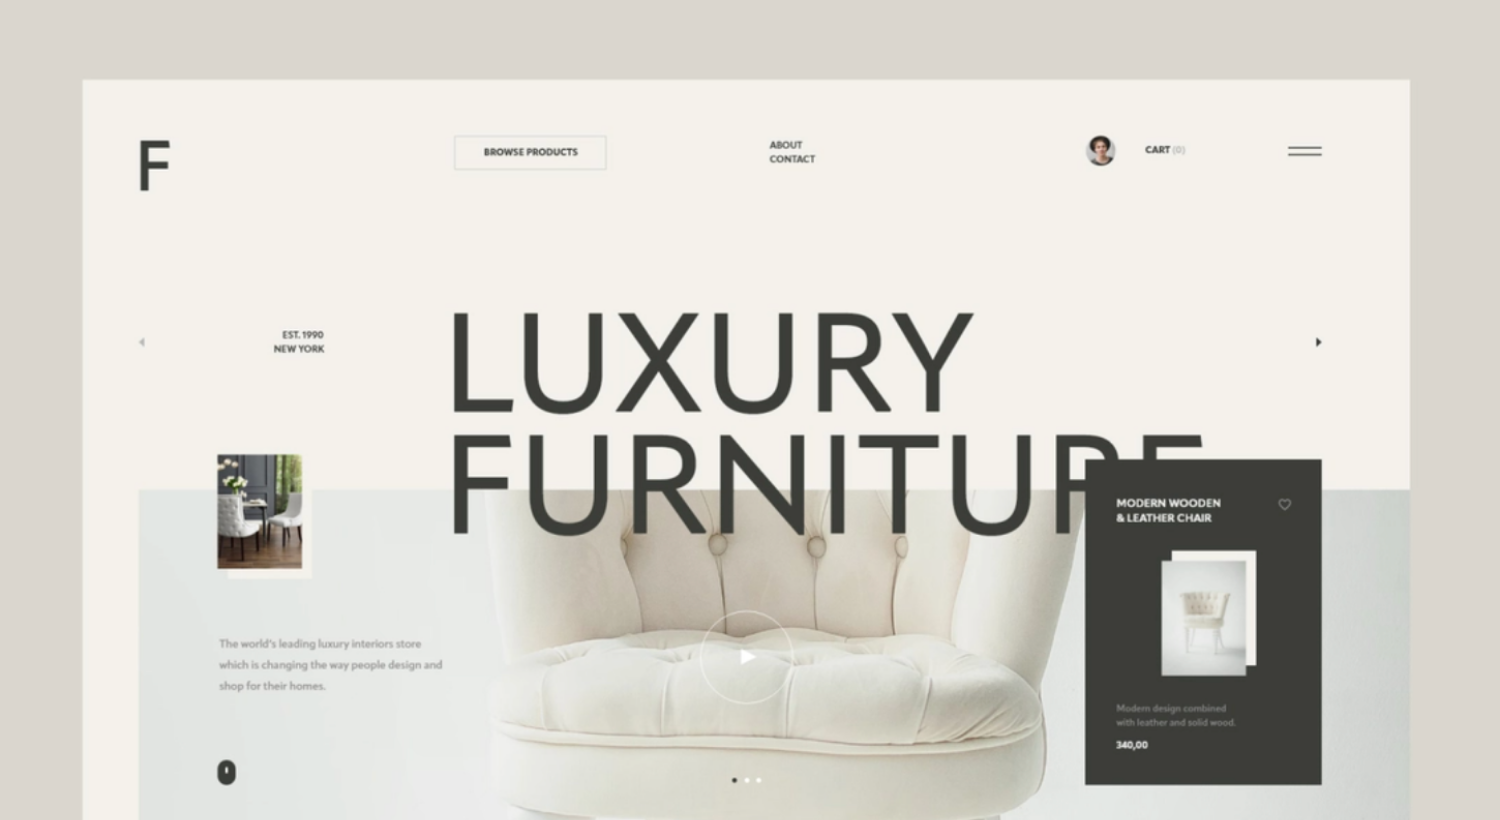 F
BROWSE PRODUCTS
ABOUT
CONTACT
CART (0)
EST. 1990
NEW YORK
LUXURY
FURNITURE
The world's leading luxury interiors store
which is changing the way people design and
shop for their homes.
MODERN WOODEN
& LEATHER CHAIR
Modern design combined
with leather and solid wood.
340,00